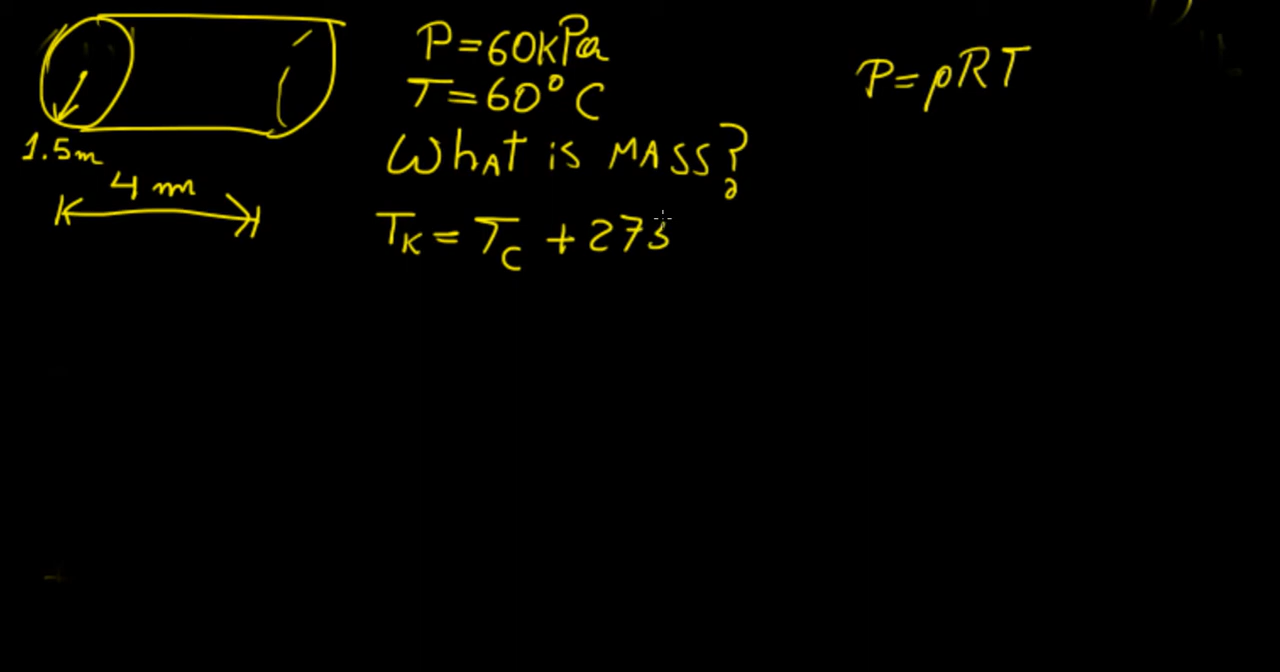 P=60kPa
T=60°C
WhAT is MASS?
T_K = T_C + 273
1.5m
4 m
P=ρRT